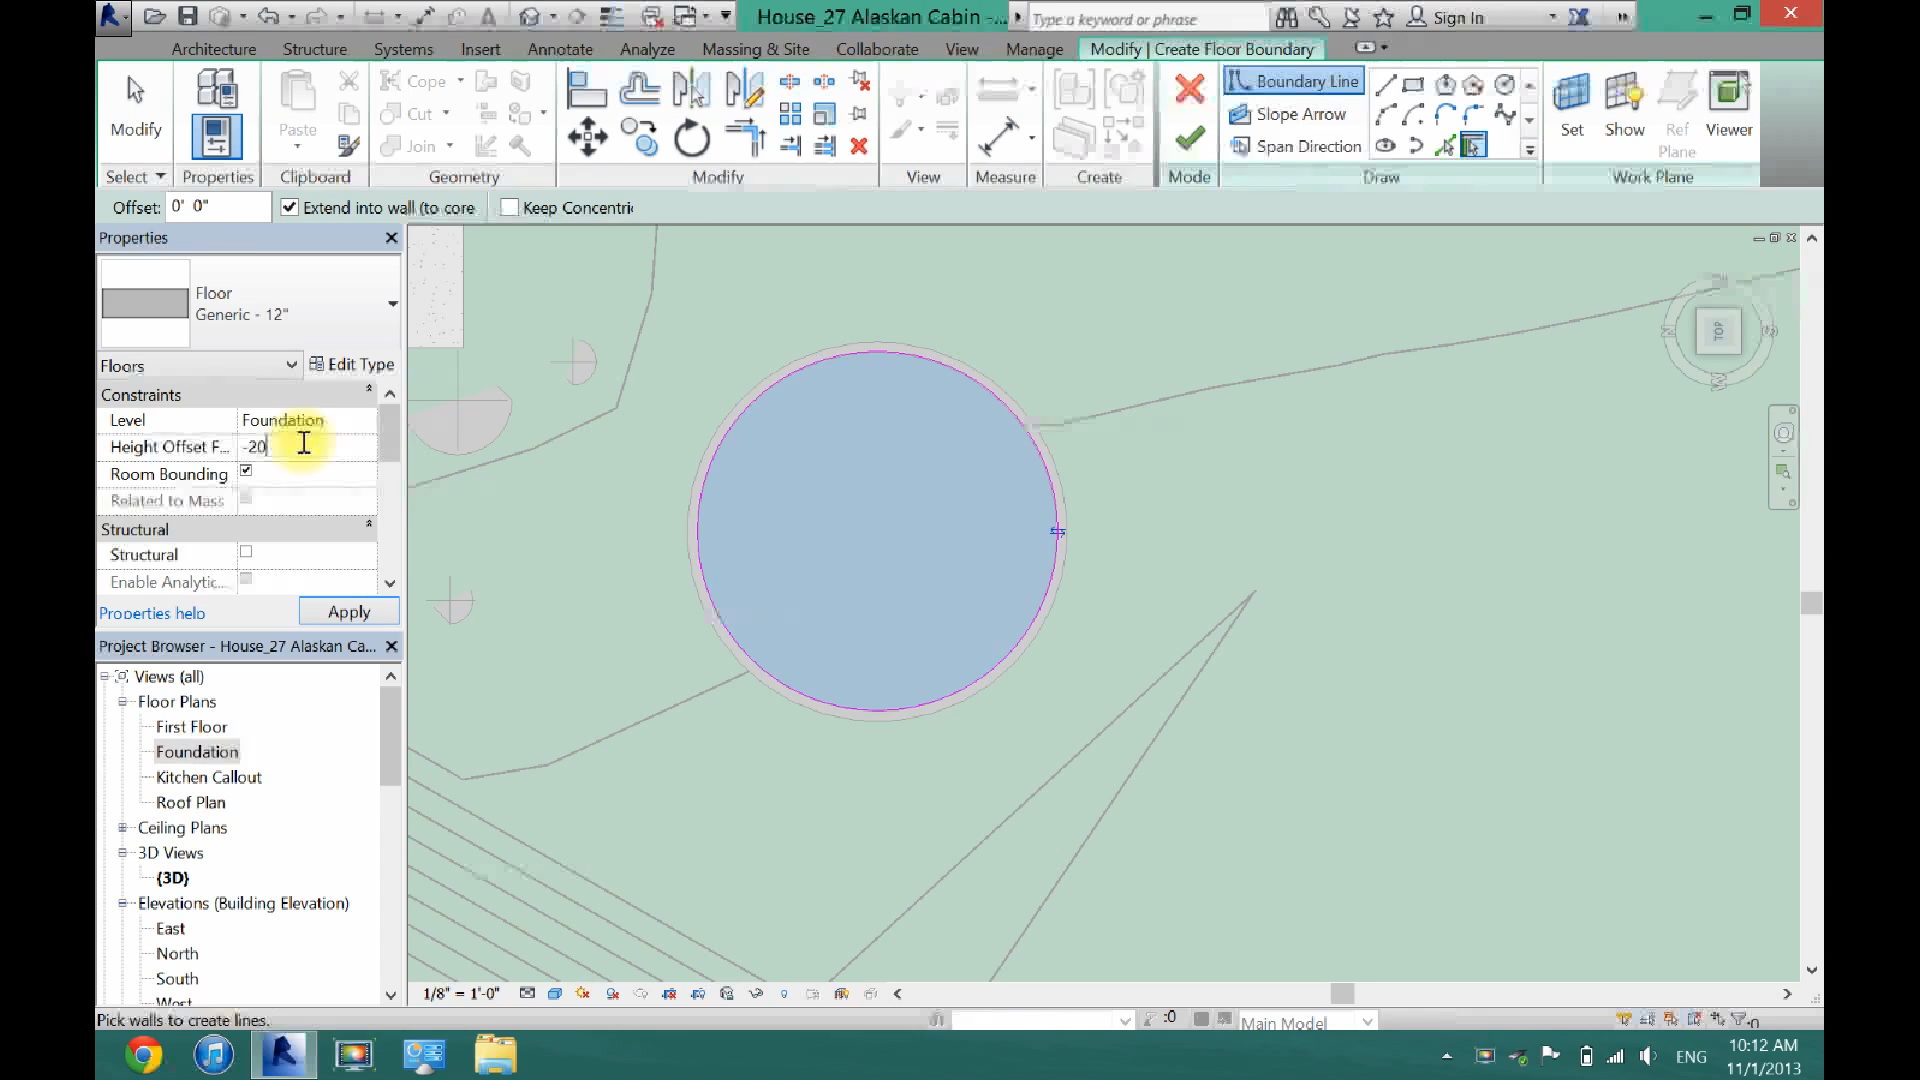 House_27 Alaskan Cabin -...
Type a keyword or phrase
Sign In
Architecture
Structure
Systems
Insert
Annotate
Analyze
Massing & Site
Collaborate
View
Manage
Modify | Create Floor Boundary
Modify
Paste
Cope
Cut
Join
Boundary Line
Slope Arrow
Span Direction
Set
Show
Ref
Plane
Viewer
Select
Properties
Clipboard
Geometry
Modify
View
Measure
Create
Mode
Draw
Work Plane
Offset: 0' 0"
Extend into wall (to core
Keep Concentric
Properties
Floor
Generic - 12"
Floors
Edit Type
Constraints
Level Foundation
Height Offset F... -20
Room Bounding
Related to Mass
Structural
Structural
Enable Analytic...
Properties help
Apply
Project Browser - House_27 Alaskan Ca...
Views (all)
Floor Plans
First Floor
Foundation
Kitchen Callout
Roof Plan
Ceiling Plans
3D Views
{3D}
Elevations (Building Elevation)
East
North
South
West
TOP
1/8" = 1'-0"
Pick walls to create lines.
:0
Main Model
:0
ENG
10:12 AM
11/1/2013